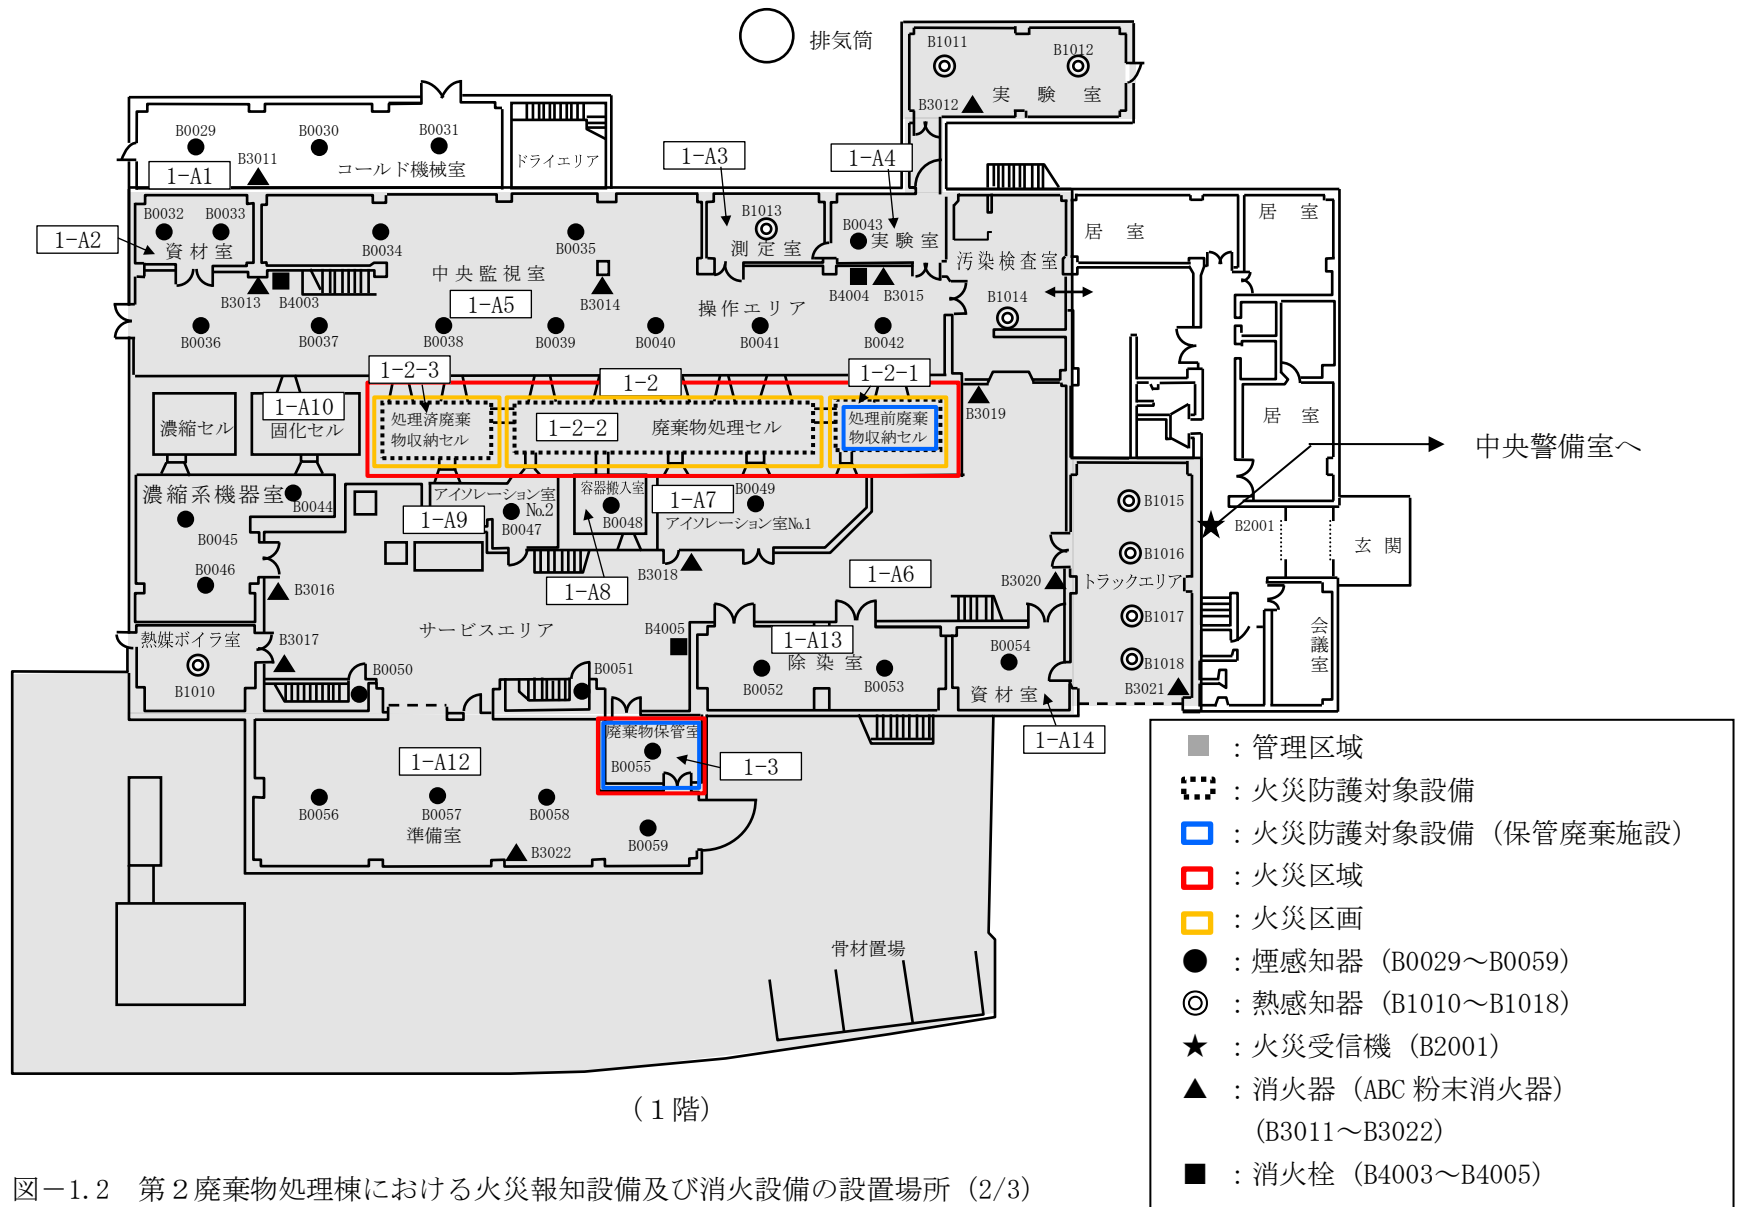 排気筒
B1011
B1012
B3012
実 験 室
B0029
B0030
B0031
B3011
コールド機械室
ドライエリア
1-A1
1-A3
1-A4
B0032
B0033
1-A2
資 材 室
B0034
B0035
B1013
測 定 室
B0043
実 験 室
汚染検査室
居 室
居 室
中 央 監 視 室
B3013
B4003
1-A5
B3014
操 作 エ リ ア
B4004
B3015
B1014
B0036
B0037
B0038
B0039
B0040
B0041
B0042
1-2-3
1-2
1-2-1
1-A10
濃縮セル
固化セル
処理済廃棄
物収納セル
1-2-2
廃棄物処理セル
処理前廃棄
物収納セル
B3019
居 室
中央警備室へ
濃縮系機器室
B0044
アイソレーション室
№2
容器搬入室
1-A7
B0049
アイソレーション室№1
B1015
1-A9
B0047
B0048
B2001
B0045
玄 関
B1016
B0046
B3016
B3018
1-A8
1-A6
B3020
トラックエリア
B1017
サービスエリア
B4005
1-A13
熱媒ボイラ室
B3017
B0050
B0051
除 染 室
B0054
会議室
B1010
B0052
B0053
資 材 室
B1018
B3021
廃棄物保管室
B0055
1-3
1-A14
1-A12
B0056
B0057
B0058
B0059
準備室
B3022
骨材置場
:管理区域
:火災防護対象設備
:火災防護対象設備(保管廃棄施設)
:火災区域
:火災区画
:煙感知器(B0029～B0059)
:熱感知器(B1010～B1018)
:火災受信機(B2001)
:消火器(ABC 粉末消火器)
(B3011～B3022)
:消火栓(B4003～B4005)
(１階)
図－1.2 第２廃棄物処理棟における火災報知設備及び消火設備の設置場所(2/3)